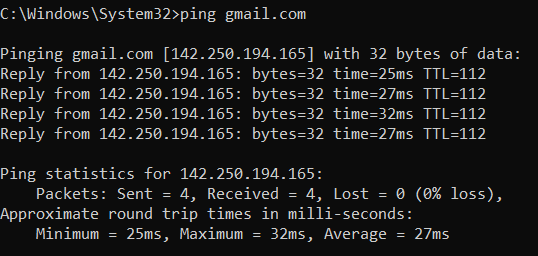 C:\Windows\System32>ping gmail.com
Pinging gmail.com [142.250.194.165] with 32 bytes of data:
Reply from 142.250.194.165: bytes=32 time=25ms TTL=112
Reply from 142.250.194.165: bytes=32 time=27ms TTL=112
Reply from 142.250.194.165: bytes=32 time=32ms TTL=112
Reply from 142.250.194.165: bytes=32 time=27ms TTL=112
Ping statistics for 142.250.194.165:
    Packets: Sent = 4, Received = 4, Lost = 0 (0% loss),
Approximate round trip times in milli-seconds:
    Minimum = 25ms, Maximum = 32ms, Average = 27ms